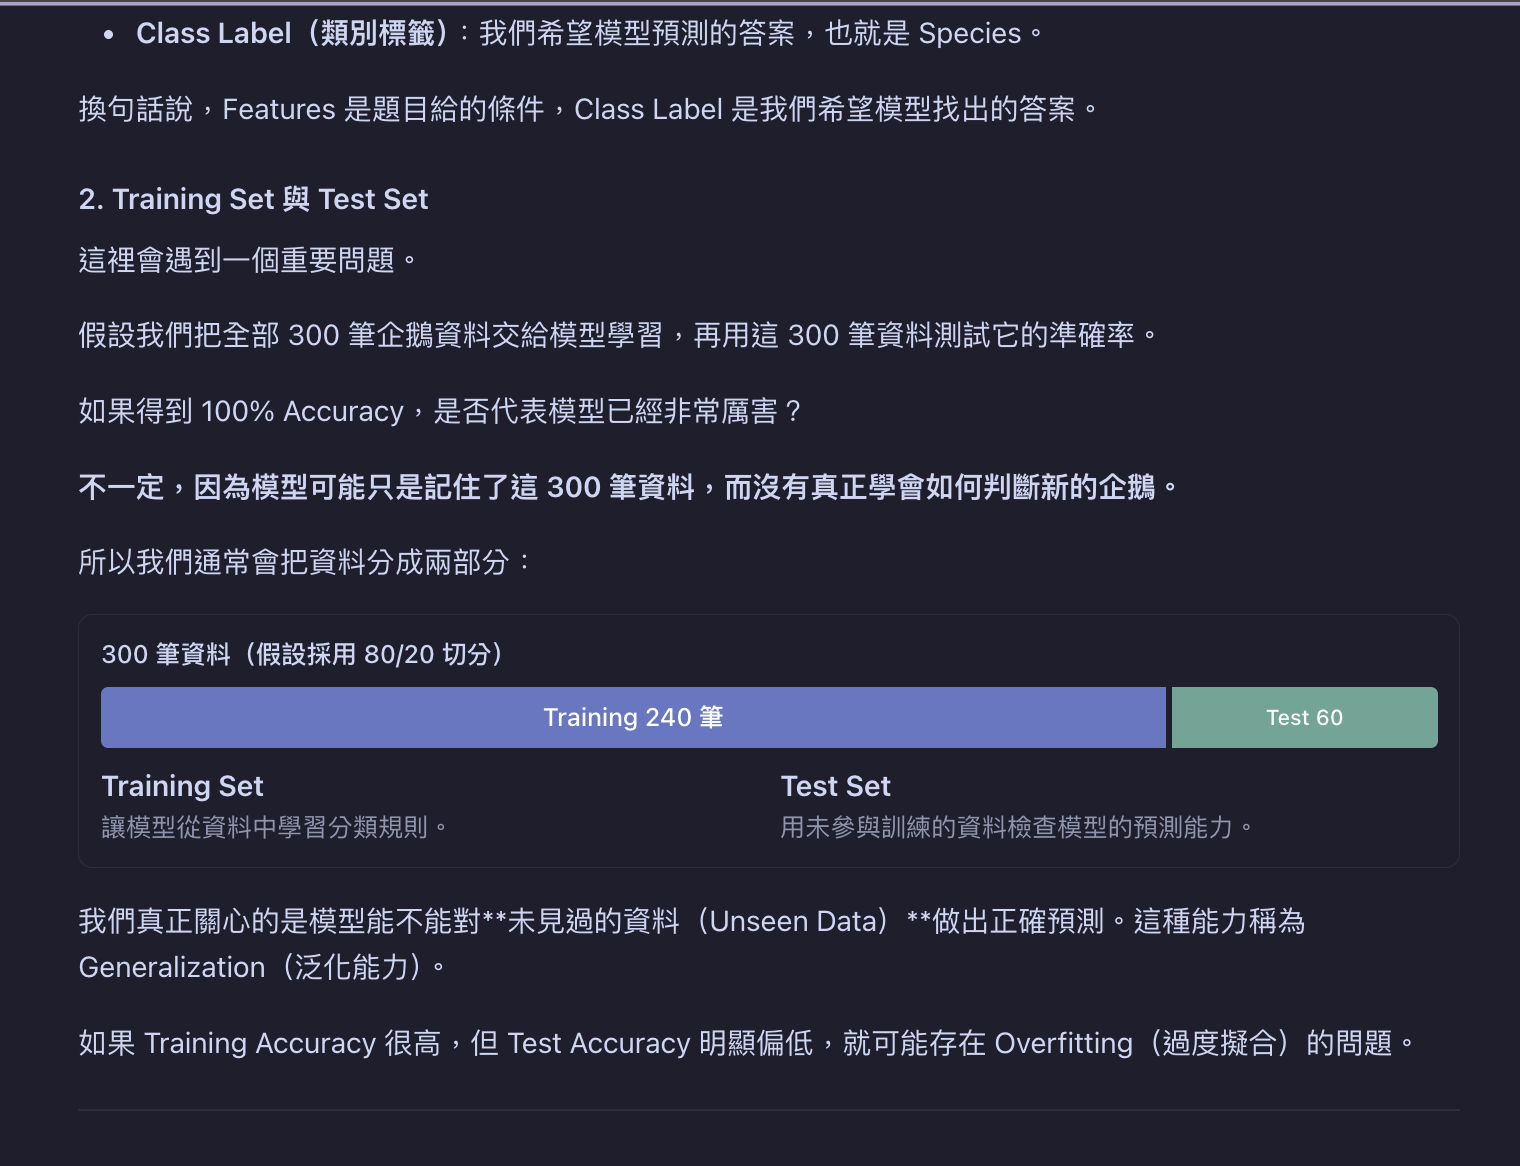 • Class Label（類別標籤）：我們希望模型預測的答案，也就是 Species。
換句話說，Features 是題目給的條件，Class Label 是我們希望模型找出的答案。
2. Training Set 與 Test Set
這裡會遇到一個重要問題。
假設我們把全部 300 筆企鵝資料交給模型學習，再用這 300 筆資料測試它的準確率。
如果得到 100% Accuracy，是否代表模型已經非常厲害？
不一定，因為模型可能只是記住了這 300 筆資料，而沒有真正學會如何判斷新的企鵝。
所以我們通常會把資料分成兩部分：
300 筆資料（假設採用 80/20 切分）
Training 240 筆
Test 60
Training Set
讓模型從資料中學習分類規則。
Test Set
用未參與訓練的資料檢查模型的預測能力。
我們真正關心的是模型能不能對**未見過的資料（Unseen Data）**做出正確預測。這種能力稱為
Generalization（泛化能力）。
如果 Training Accuracy 很高，但 Test Accuracy 明顯偏低，就可能存在 Overfitting（過度擬合）的問題。